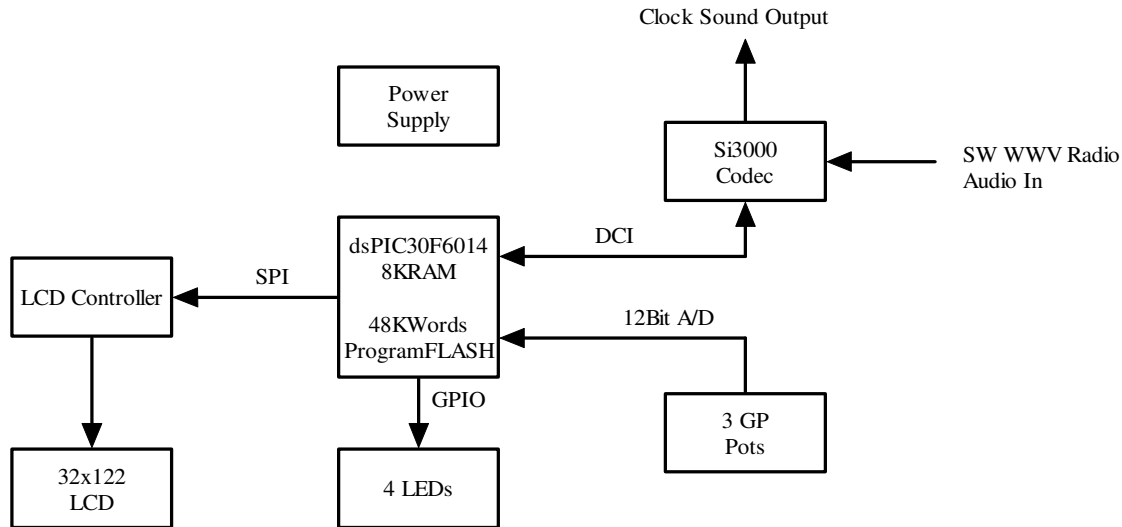 Clock Sound Output
Power
Supply
Si3000
Codec
SW WWV Radio
Audio In
dsPIC30F6014
8KRAM
48KWords
ProgramFLASH
DCI
SPI
LCD Controller
12Bit A/D
GPIO
3 GP
Pots
32x122
LCD
4 LEDs